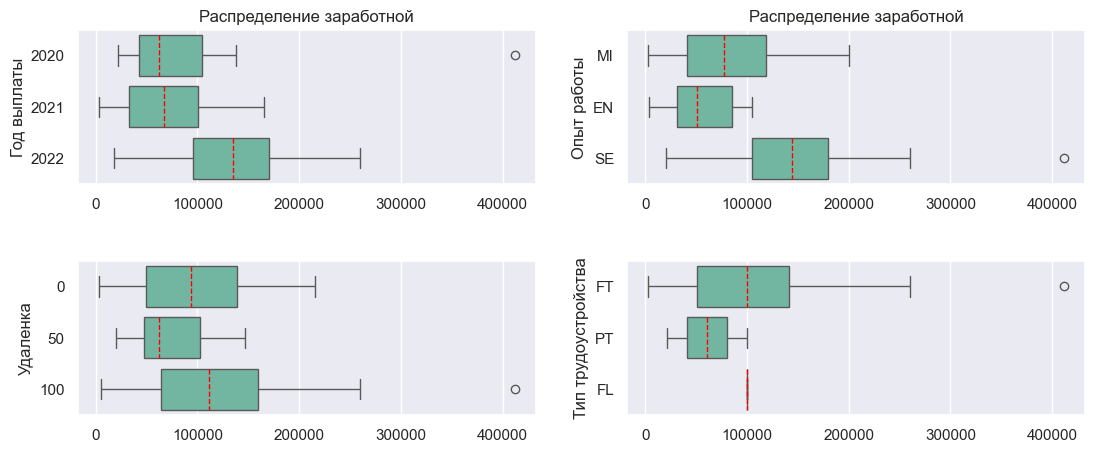 Распределение заработной
Год выплаты
2020
2021
2022
0 100000 200000 300000 400000
Распределение заработной
Опыт работы
MI
EN
SE
0 100000 200000 300000 400000
Удаленка
0
50
100
0 100000 200000 300000 400000
Тип трудоустройства
FT
PT
FL
0 100000 200000 300000 400000